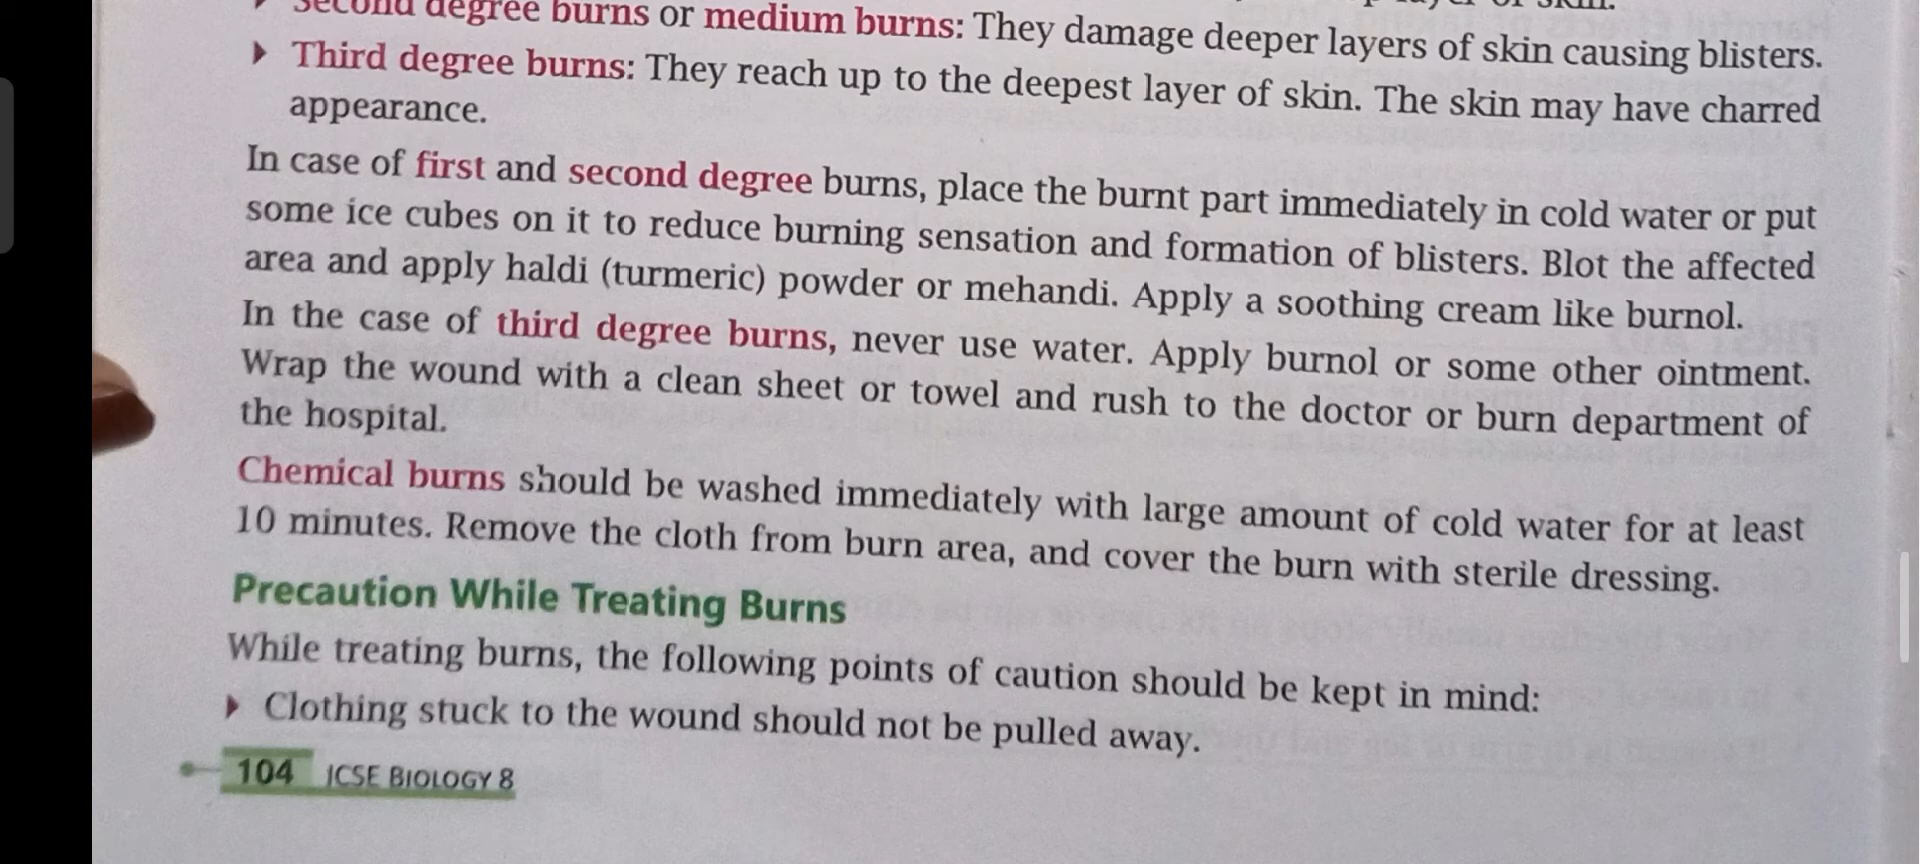 Second degree burns or medium burns: They damage deeper layers of skin causing blisters.
Third degree burns: They reach up to the deepest layer of skin. The skin may have charred
appearance.
In case of first and second degree burns, place the burnt part immediately in cold water or put
some ice cubes on it to reduce burning sensation and formation of blisters. Blot the affected
area and apply haldi (turmeric) powder or mehandi. Apply a soothing cream like burnol.
In the case of third degree burns, never use water. Apply burnol or some other ointment.
Wrap the wound with a clean sheet or towel and rush to the doctor or burn department of
the hospital.
Chemical burns should be washed immediately with large amount of cold water for at least
10 minutes. Remove the cloth from burn area, and cover the burn with sterile dressing.
Precaution While Treating Burns
While treating burns, the following points of caution should be kept in mind:
Clothing stuck to the wound should not be pulled away.
104 ICSE BIOLOGY 8